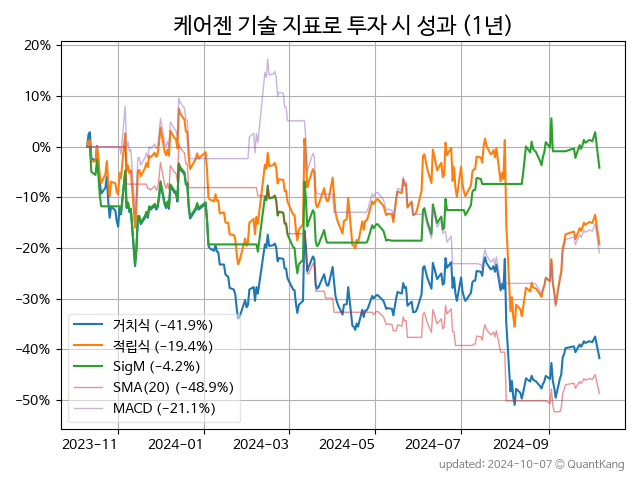 케어젠 기술 지표로 투자 시 성과 (1년)
20%
10%
0%
−10%
−20%
−30%
−40%
−50%
거치식 (−41.9%)
적립식 (−19.4%)
SigM (−4.2%)
SMA(20) (−48.9%)
MACD (−21.1%)
2023−11 2024−01 2024−03 2024−05 2024−07 2024−09
updated: 2024-10-07 © QuantKang